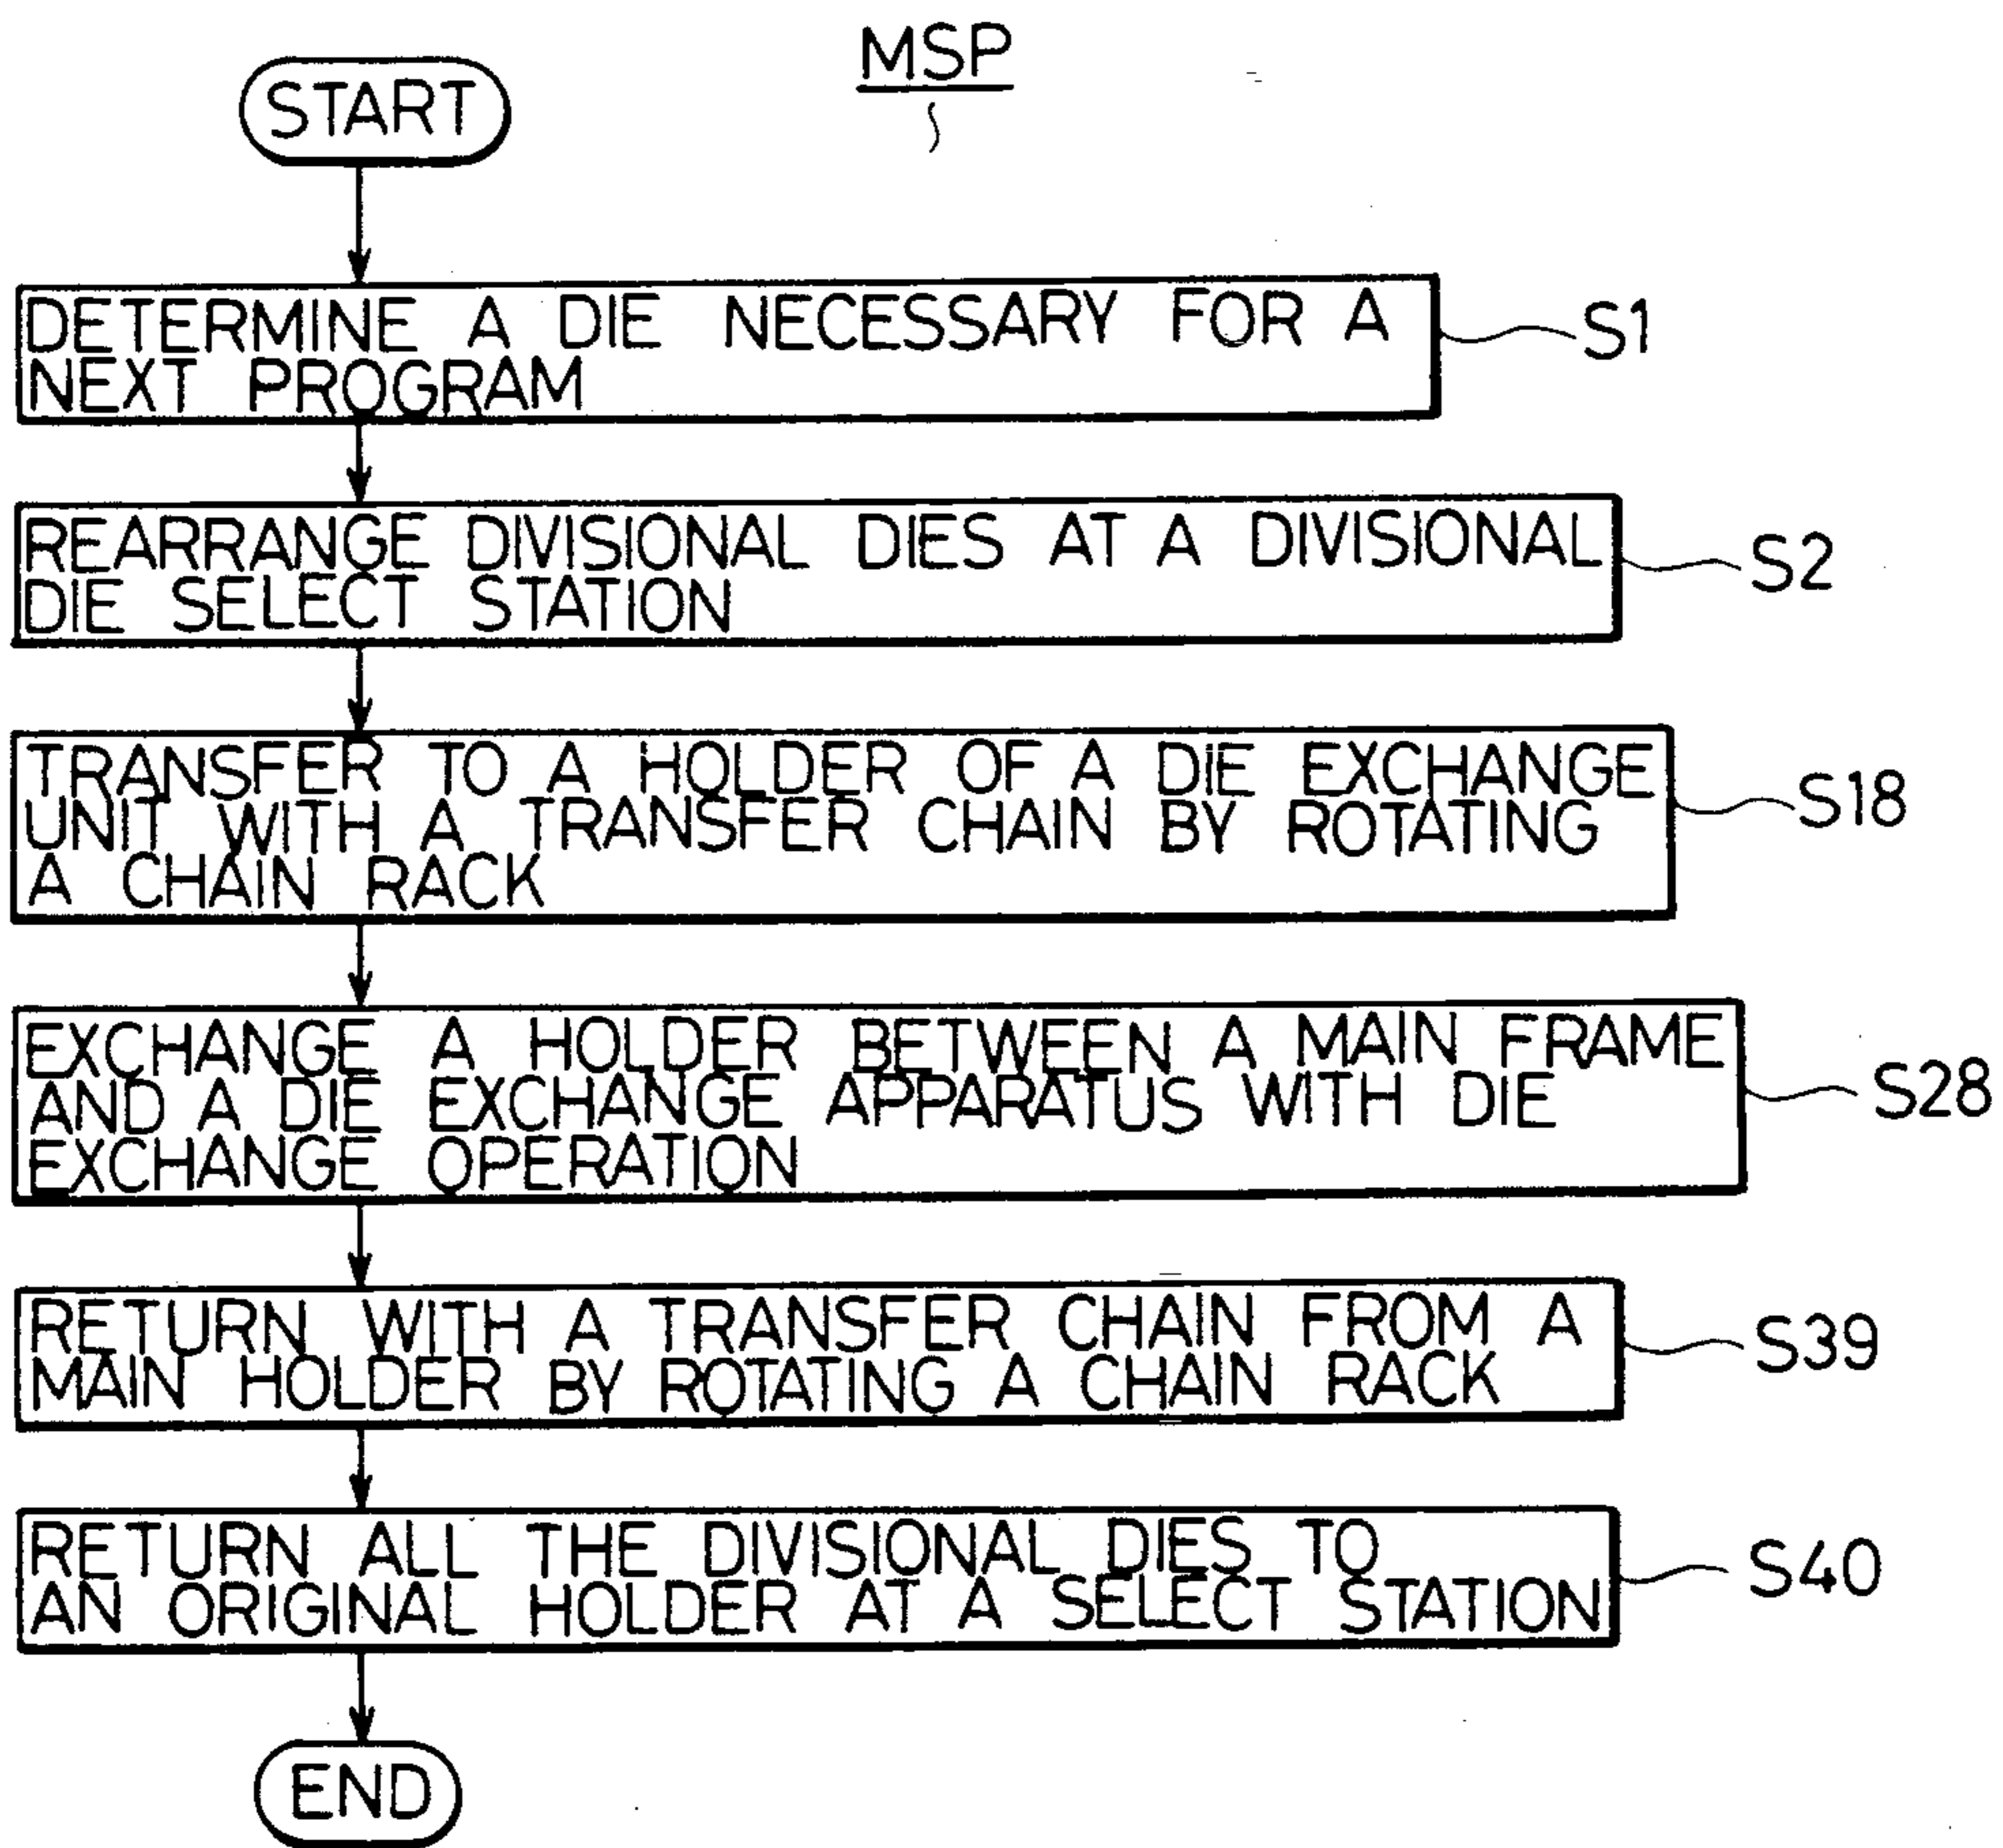 MSP
START
DETERMINE A DIE NECESSARY FOR A
NEXT PROGRAM
S1
REARRANGE DIVISIONAL DIES AT A DIVISIONAL
DIE SELECT STATION
S2
TRANSFER TO A HOLDER OF A DIE EXCHANGE
UNIT WITH A TRANSFER CHAIN BY ROTATING
A CHAIN RACK
S18
EXCHANGE A HOLDER BETWEEN A MAIN FRAME
AND A DIE EXCHANGE APPARATUS WITH DIE
EXCHANGE OPERATION
S28
RETURN WITH A TRANSFER CHAIN FROM A
MAIN HOLDER BY ROTATING A CHAIN RACK
S39
RETURN ALL THE DIVISIONAL DIES TO
AN ORIGINAL HOLDER AT A SELECT STATION
S40
END